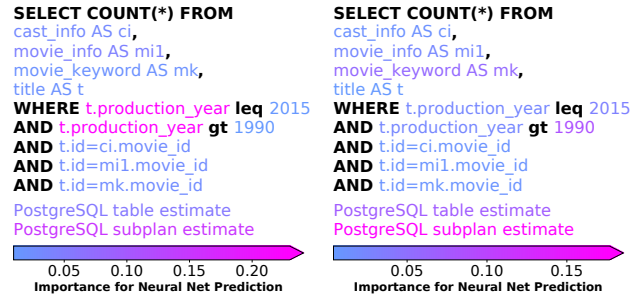 SELECT COUNT(*) FROM
cast_info AS ci,
movie_info AS mi1,
movie_keyword AS mk,
title AS t
WHERE t.production_year leq 2015
AND t.production_year gt 1990
AND t.id=ci.movie_id
AND t.id=mi1.movie_id
AND t.id=mk.movie_id
PostgreSQL table estimate
PostgreSQL subplan estimate
0.05 0.10 0.15 0.20
Importance for Neural Net Prediction
SELECT COUNT(*) FROM
cast_info AS ci,
movie_info AS mi1,
movie_keyword AS mk,
title AS t
WHERE t.production_year leq 2015
AND t.production_year gt 1990
AND t.id=ci.movie_id
AND t.id=mi1.movie_id
AND t.id=mk.movie_id
PostgreSQL table estimate
PostgreSQL subplan estimate
0.05 0.10 0.15
Importance for Neural Net Prediction